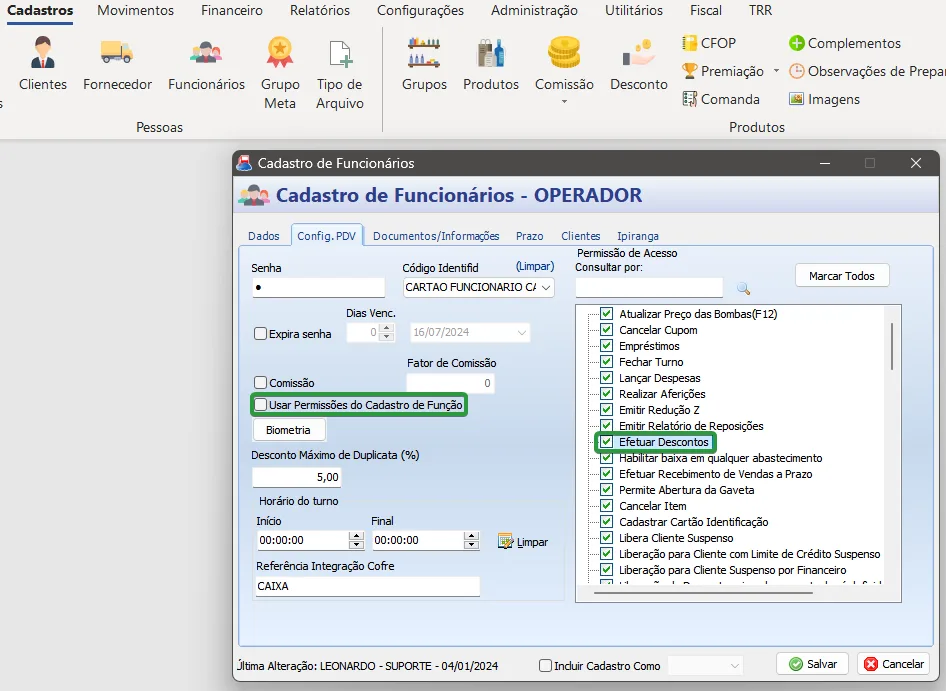 Cadastros Movimentos Financeiro Relatórios Configurações Administração Utilitários Fiscal TRR
Clientes Fornecedor Funcionários Grupo Meta Tipo de Arquivo
Pessoas
Grupos Produtos Comissão Desconto
CFOP
Premiação
Comanda
Complementos
Observações de
Imagens
Produtos
Cadastro de Funcionários
Cadastro de Funcionários - OPERADOR
Dados Config. PDV Documentos/Informações Prazo Clientes Ipiranga
Senha
Código Identifid (Limpar)
CARTAO FUNCIONARIO
Dias Venc.
Expira senha 0 16/07/2024
Fator de Comissão
Comissão 0
Usar Permissões do Cadastro de Função
Biometria
Desconto Máximo de Duplicata (%)
5,00
Horário do turno
Início Final
00:00:00 00:00:00 Limpar
Referência Integração Cofre
CAIXA
Permissão de Acesso
Consultar por:
Marcar Todos
Atualizar Preço das Bombas(F12)
Cancelar Cupom
Empréstimos
Fechar Turno
Lançar Despesas
Realizar Aferições
Emitir Redução Z
Emitir Relatório de Reposições
Efetuar Descontos
Habilitar baixa em qualquer abastecimento
Efetuar Recebimento de Vendas a Prazo
Permite Abertura da Gaveta
Cancelar Item
Cadastrar Cartão Identificação
Libera Cliente Suspenso
Liberação para Cliente com Limite de Crédito Suspenso
Liberação para Cliente Suspenso por Financeiro
Última Alteração: LEONARDO - SUPORTE - 04/01/2024
Incluir Cadastro Como
Salvar Cancelar